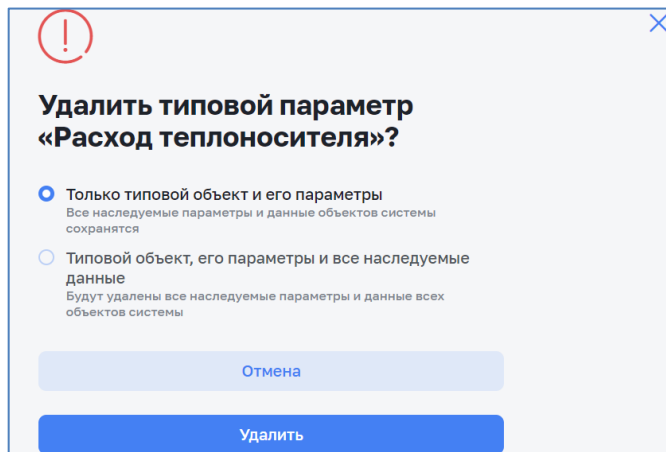 Удалить типовой параметр
«Расход теплоносителя»?
Только типовой объект и его параметры
Все наследуемые параметры и данные объектов системы
сохранятся
Типовой объект, его параметры и все наследуемые
данные
Будут удалены все наследуемые параметры и данные всех
объектов системы
Отмена
Удалить